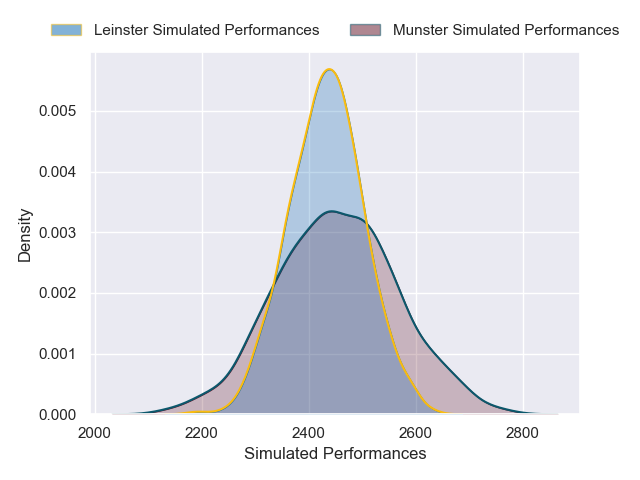 Leinster Simulated Performances Munster Simulated Performances
0.005
0.004
0.003
0.002
0.001
0.000
Density
2000 2200 2400 2600 2800
Simulated Performances